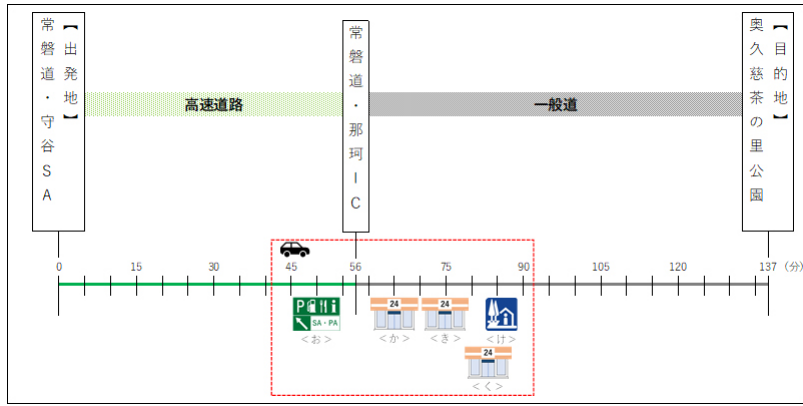 【出発地】
常磐道・守谷SA
常磐道・那珂IC
【目的地】
奥久慈茶の里公園
高速道路
一般道
0 15 30 45 56 75 90 105 120 137 (分)
P i
SA・PA
24
24
24
<お>
<か>
<き>
<け>
<く>